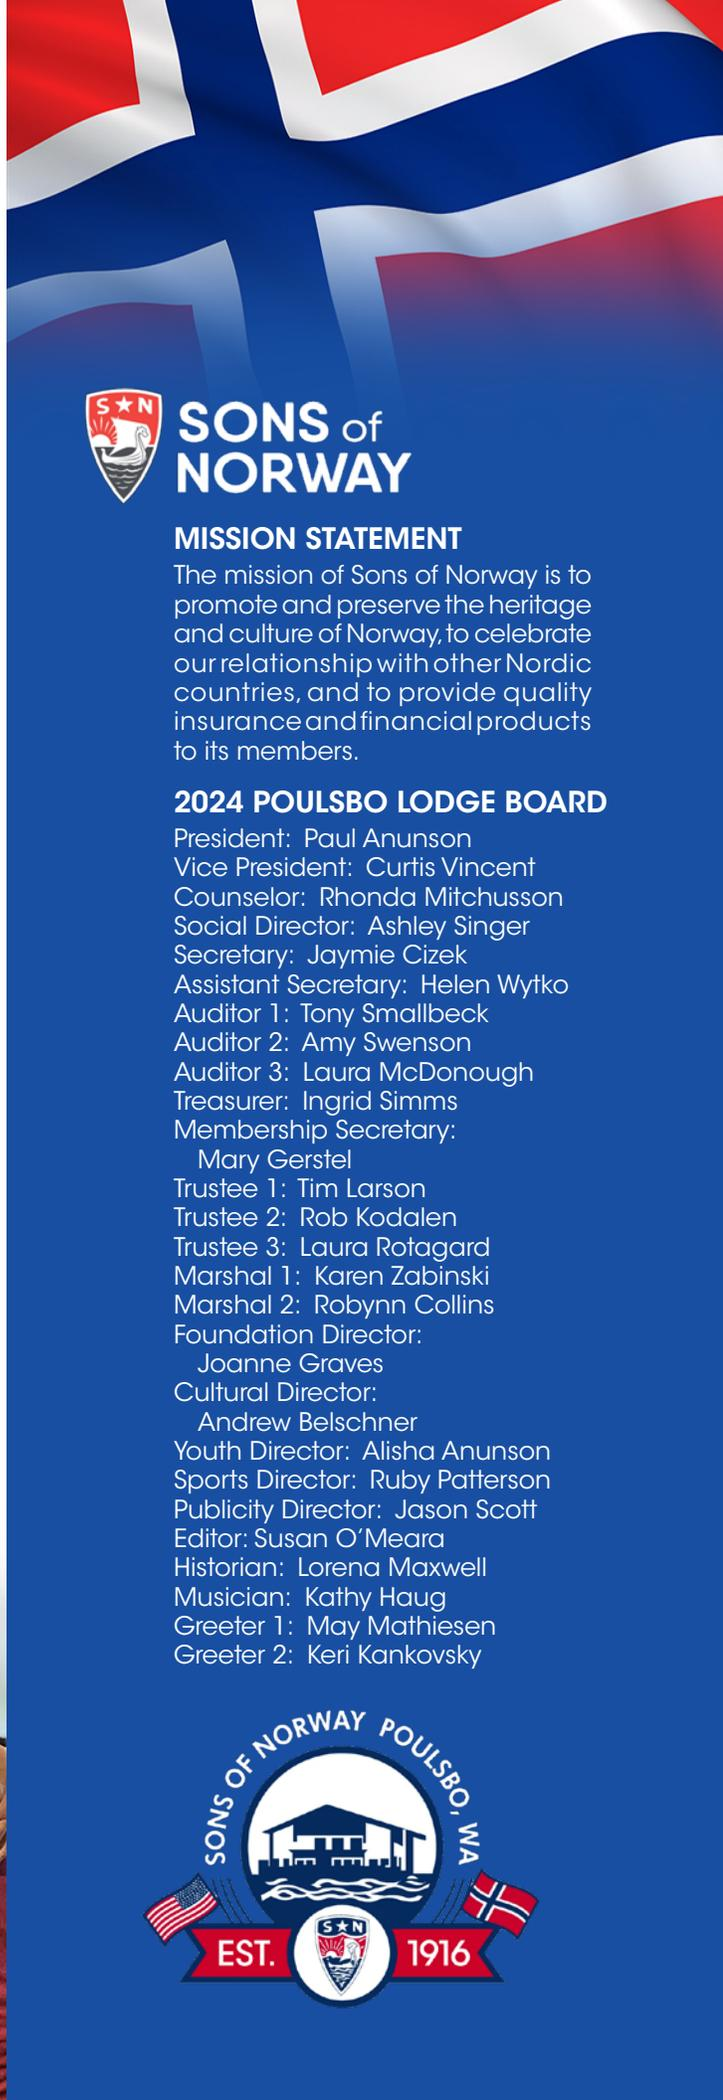 S★N
SONS of
NORWAY
MISSION STATEMENT
The mission of Sons of Norway is to
promote and preserve the heritage
and culture of Norway, to celebrate
our relationship with other Nordic
countries, and to provide quality
insurance and financial products
to its members.
2024 POULSBO LODGE BOARD
President: Paul Anunson
Vice President: Curtis Vincent
Counselor: Rhonda Mitchusson
Social Director: Ashley Singer
Secretary: Jaymie Cizek
Assistant Secretary: Helen Wytko
Auditor 1: Tony Smallbeck
Auditor 2: Amy Swenson
Auditor 3: Laura McDonough
Treasurer: Ingrid Simms
Membership Secretary:
Mary Gerstel
Trustee 1: Tim Larson
Trustee 2: Rob Kodalen
Trustee 3: Laura Rotagard
Marshal 1: Karen Zabinski
Marshal 2: Robynn Collins
Foundation Director:
Joanne Graves
Cultural Director:
Andrew Belschner
Youth Director: Alisha Anunson
Sports Director: Ruby Patterson
Publicity Director: Jason Scott
Editor: Susan O’Meara
Historian: Lorena Maxwell
Musician: Kathy Haug
Greeter 1: May Mathiesen
Greeter 2: Keri Kankovsky
SONS OF NORWAY POULSBO, WA
S★N
EST. 1916